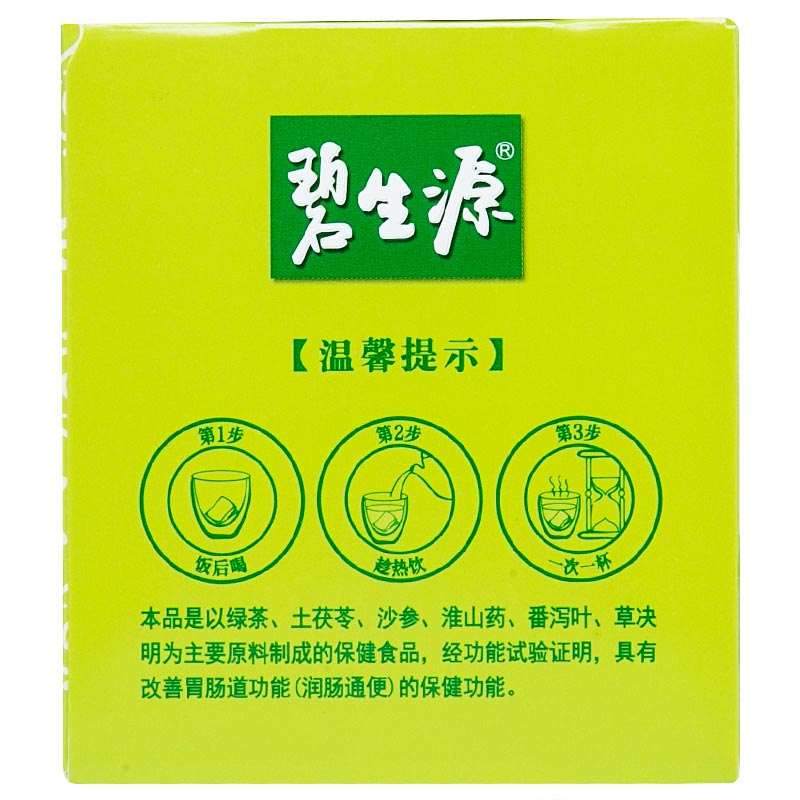 碧生源®
【温馨提示】
第1步
饭后喝
第2步
趁热饮
第3步
一次一杯
本品是以绿茶、土茯苓、沙参、淮山药、番泻叶、草决
明为主要原料制成的保健食品，经功能试验证明，具有
改善胃肠道功能(润肠通便)的保健功能。